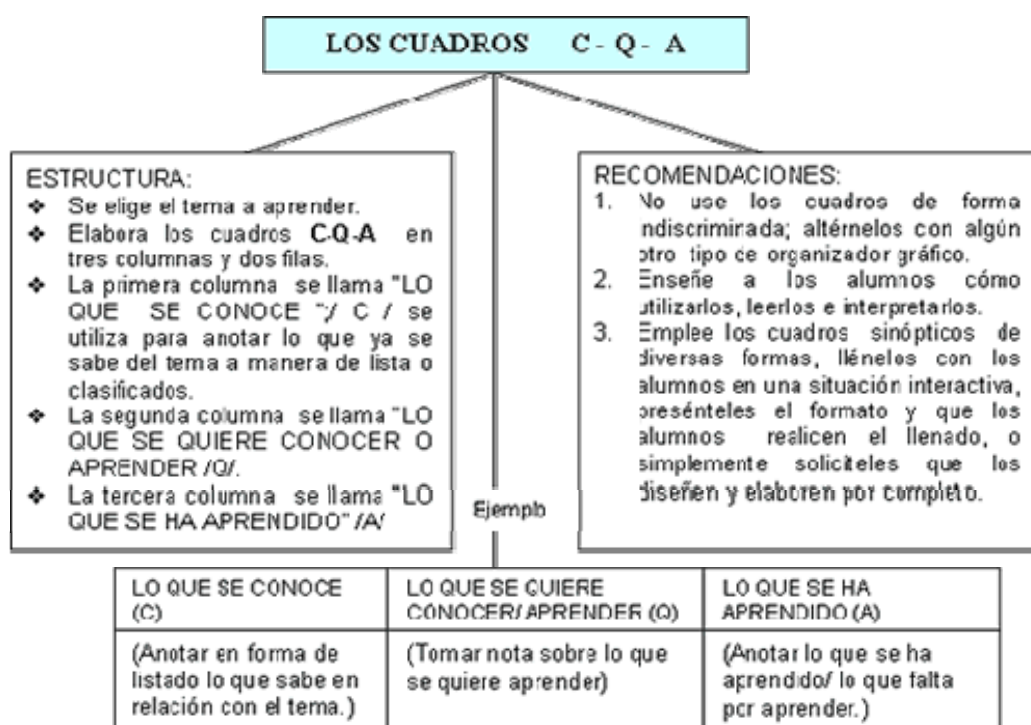 LOS CUADROS C - Q - A
ESTRUCTURA:
❖ Se elige el tema a aprender.
❖ Elabora los cuadros C-Q-A en
tres columnas y dos filas.
❖ La primera columna se llama "LO
QUE SE CONOCE "/ C / se
utiliza para anotar lo que ya se
sabe del tema a manera de lista o
clasificados.
❖ La segunda columna se llama "LO
QUE SE QUIERE CONOCER O
APRENDER /Q/.
❖ La tercera columna se llama "LO
QUE SE HA APRENDIDO" /A/
RECOMENDACIONES:
1. No use los cuadros de forma
indiscriminada; altérnelos con algún
otro tipo de organizador gráfico.
2. Enseñe a los alumnos cómo
utilizarlos, leerlos e interpretarlos.
3. Emplee los cuadros sinópticos de
diversas formas, llénelos con los
alumnos en una situación interactiva,
presénteles el formato y que los
alumnos realicen el llenado, o
simplemente soliciteles que los
diseñen y elaboren por completo.
Ejemplo
LO QUE SE CONOCE
(C)
LO QUE SE QUIERE
CONOCER/ APRENDER (Q)
LO QUE SE HA
APRENDIDO (A)
(Anotar en forma de
listado lo que sabe en
relación con el tema.)
(Tomar nota sobre lo que
se quiere aprender)
(Anotar lo que se ha
aprendido/ lo que falta
por aprender.)